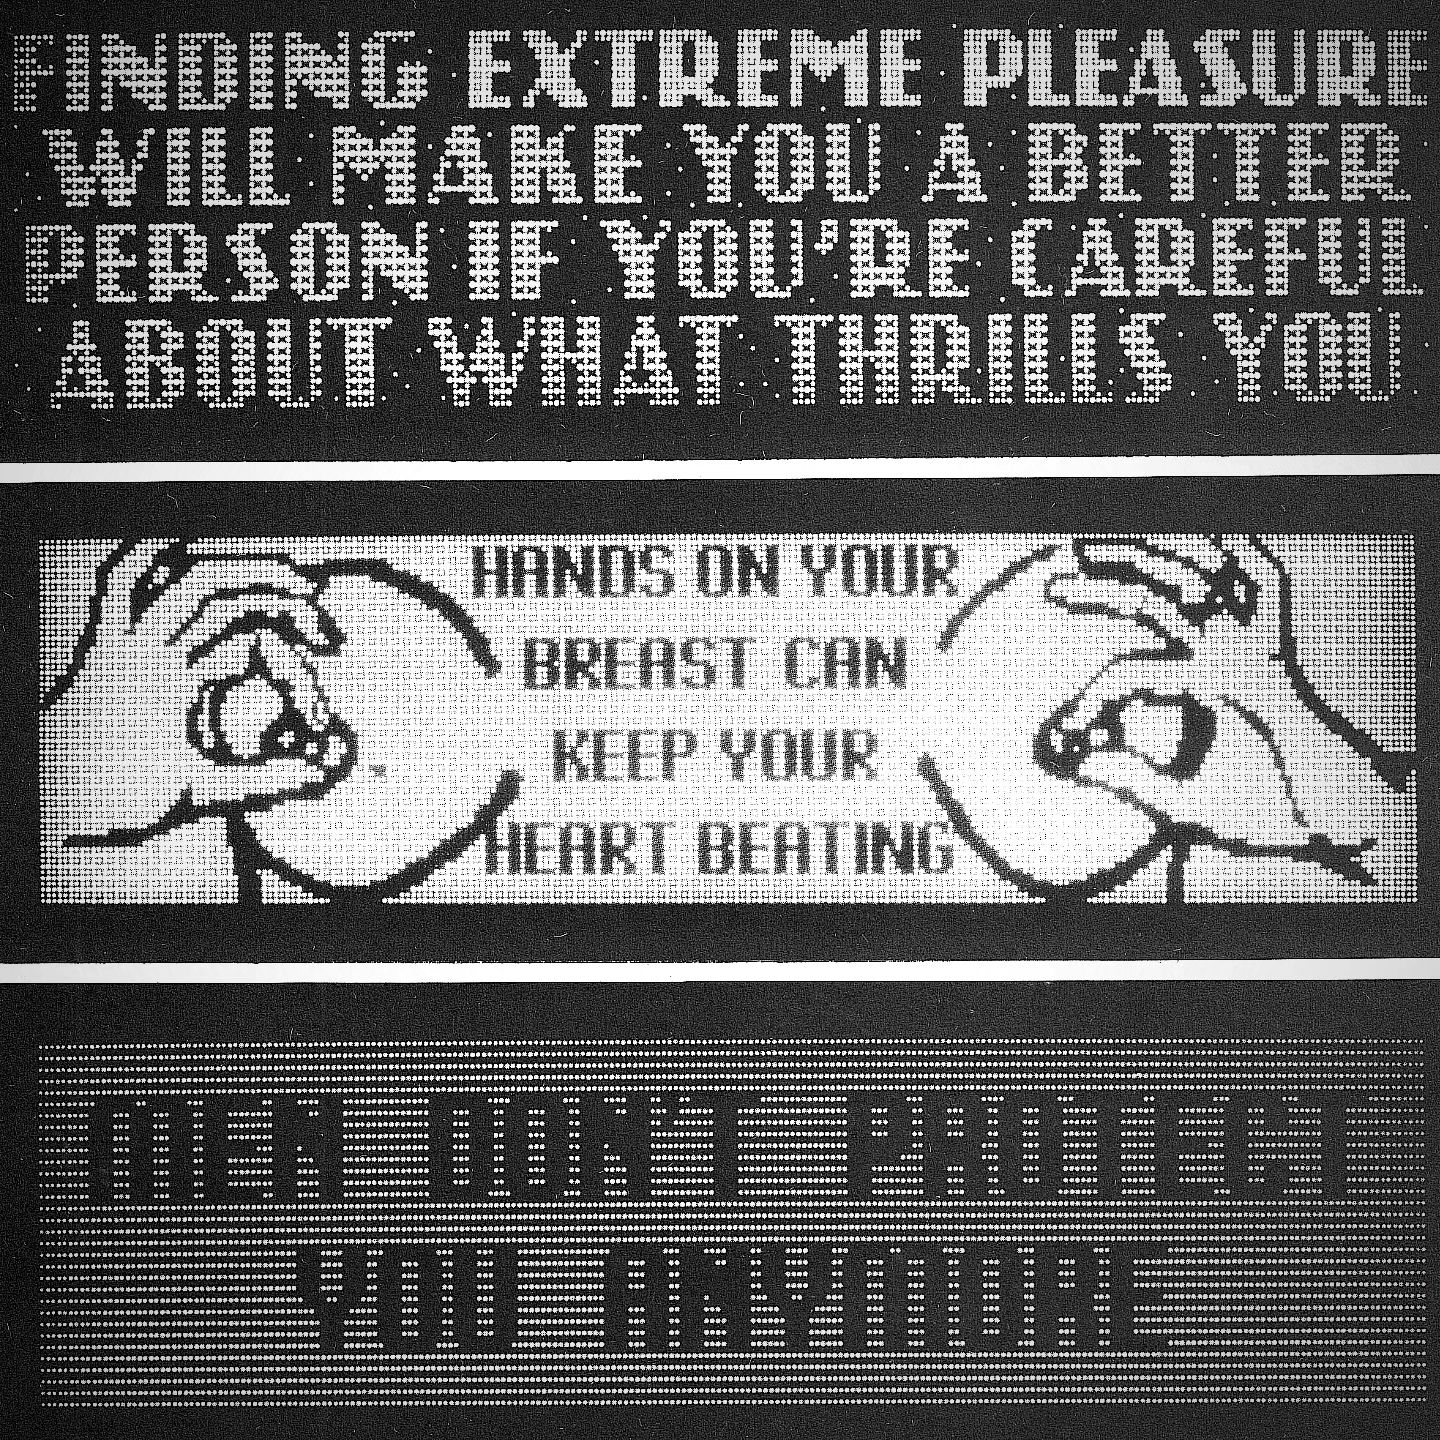 FINDING EXTREME PLEASURE
WILL MAKE YOU A BETTER
PERSON IF YOU'RE CAREFUL
ABOUT WHAT THRILLS YOU
HANDS ON YOUR
BREAST CAN
KEEP YOUR
HEART BEATING
MEN DON'T PROTECT
YOU ANYMORE